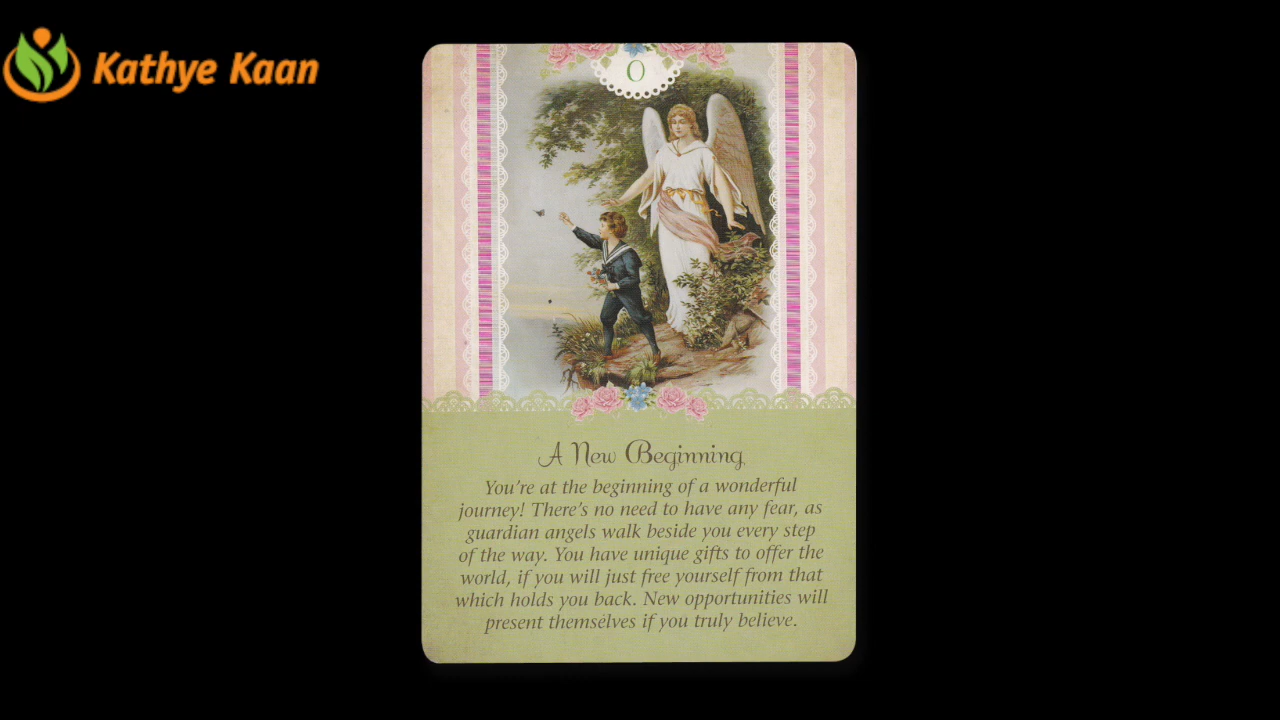 Kathye Kaan
0
A New Beginning
You're at the beginning of a wonderful
journey! There's no need to have any fear, as
guardian angels walk beside you every step
of the way. You have unique gifts to offer the
world, if you will just free yourself from that
which holds you back. New opportunities will
present themselves if you truly believe.